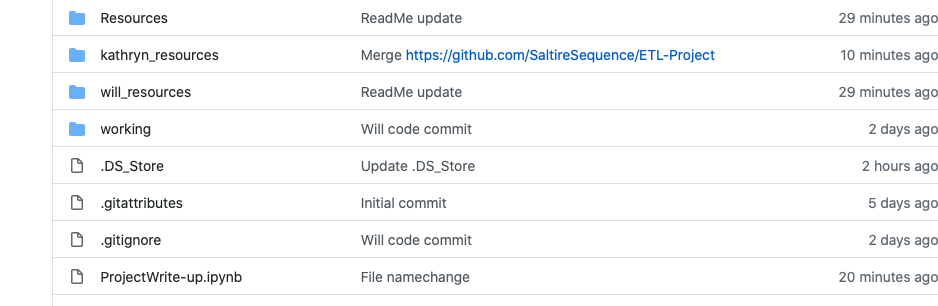 Resources ReadMe update 29 minutes ago
kathryn_resources Merge https://github.com/SaltireSequence/ETL-Project 10 minutes ago
will_resources ReadMe update 29 minutes ago
working Will code commit 2 days ago
.DS_Store Update .DS_Store 2 hours ago
.gitattributes Initial commit 5 days ago
.gitignore Will code commit 2 days ago
ProjectWrite-up.ipynb File namechange 20 minutes ago